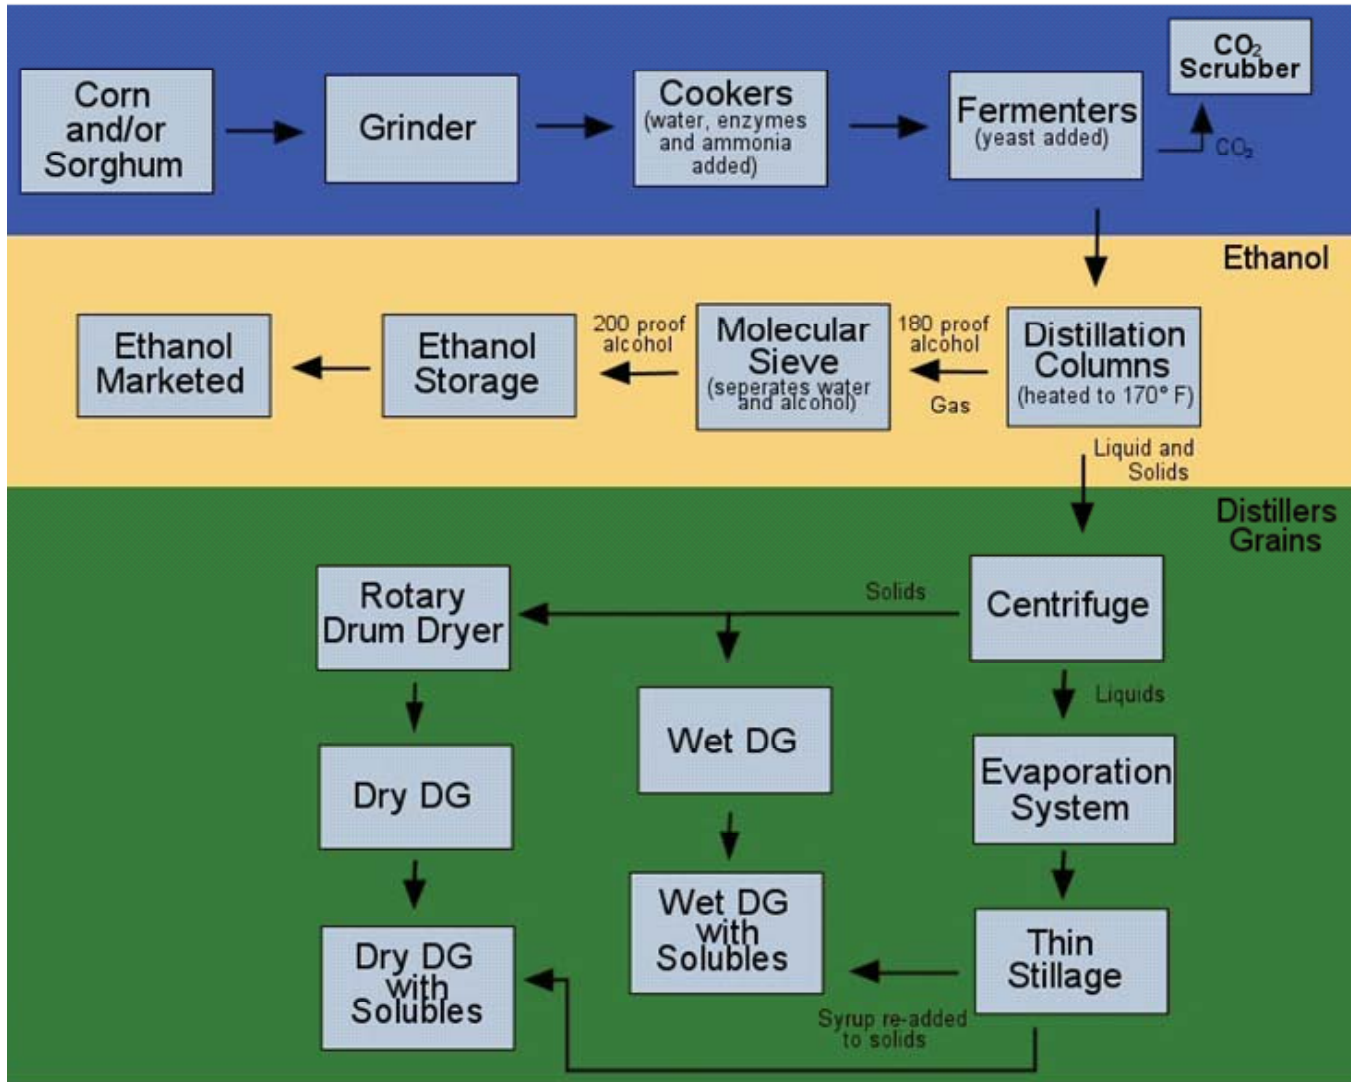 CO₂
Scrubber
Corn
and/or
Sorghum
Grinder
Cookers
(water, enzymes
and ammonia
added)
Fermenters
(yeast added)
CO₂
Ethanol
Ethanol
Marketed
Ethanol
Storage
200 proof
alcohol
Molecular
Sieve
(seperates water
and alcohol)
180 proof
alcohol
Gas
Distillation
Columns
(heated to 170° F)
Liquid and
Solids
Distillers
Grains
Rotary
Drum Dryer
Solids
Centrifuge
Liquids
Dry DG
Wet DG
Evaporation
System
Dry DG
with
Solubles
Wet DG
with
Solubles
Thin
Stillage
Syrup re-added
to solids